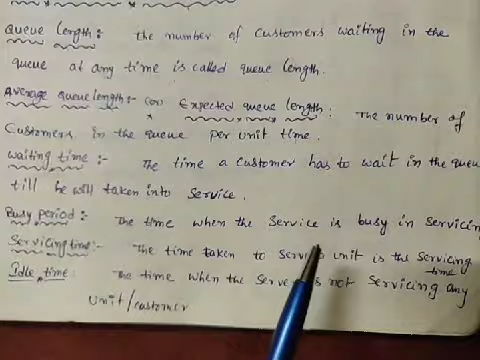 Queue length:- The number of customers waiting in the
queue at any time is called queue length.
Average queue length:- (or) Expected queue length: The number of
Customers in the queue per unit time.
Waiting time:- The time a customer has to wait in the queu
till he will taken into service.
Busy period:- The time when the service is busy in servicin
Servicing time:- The time taken to serve unit is the servicing
time
Idle time: The time when the serve is not servicing any
unit/customer